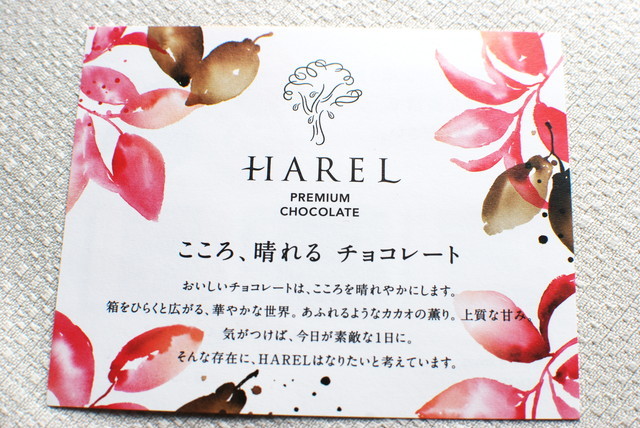 HAREL
PREMIUM
CHOCOLATE
こころ、晴れる チョコレート
おいしいチョコレートは、こころを晴れやかにします。
箱をひらくと広がる、華やかな世界。あふれるようなカカオの薫り。上質な甘み。
気がつけば、今日が素敵な1日に。
そんな存在に、HARELはなりたいと考えています。